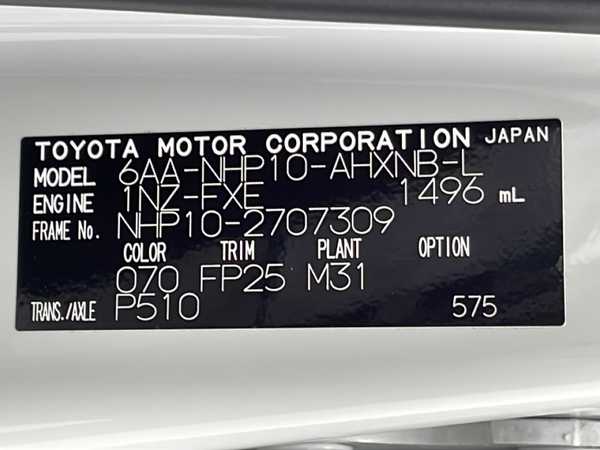 TOYOTA MOTOR CORPORATION JAPAN
MODEL 6AA-NHP10-AHXNB-L
ENGINE 1NZ-FXE 1496 mL
FRAME No. NHP10-2707309
COLOR TRIM PLANT OPTION
070 FP25 M31
TRANS./AXLE P510 575